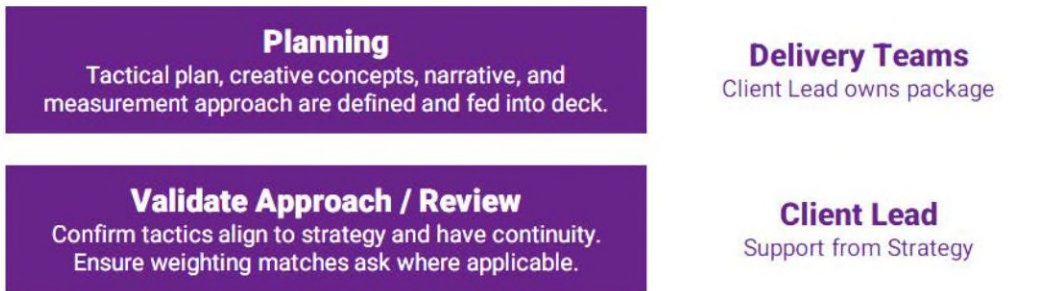 Planning
Tactical plan, creative concepts, narrative, and
measurement approach are defined and fed into deck.
Delivery Teams
Client Lead owns package
Validate Approach / Review
Confirm tactics align to strategy and have continuity.
Ensure weighting matches ask where applicable.
Client Lead
Support from Strategy